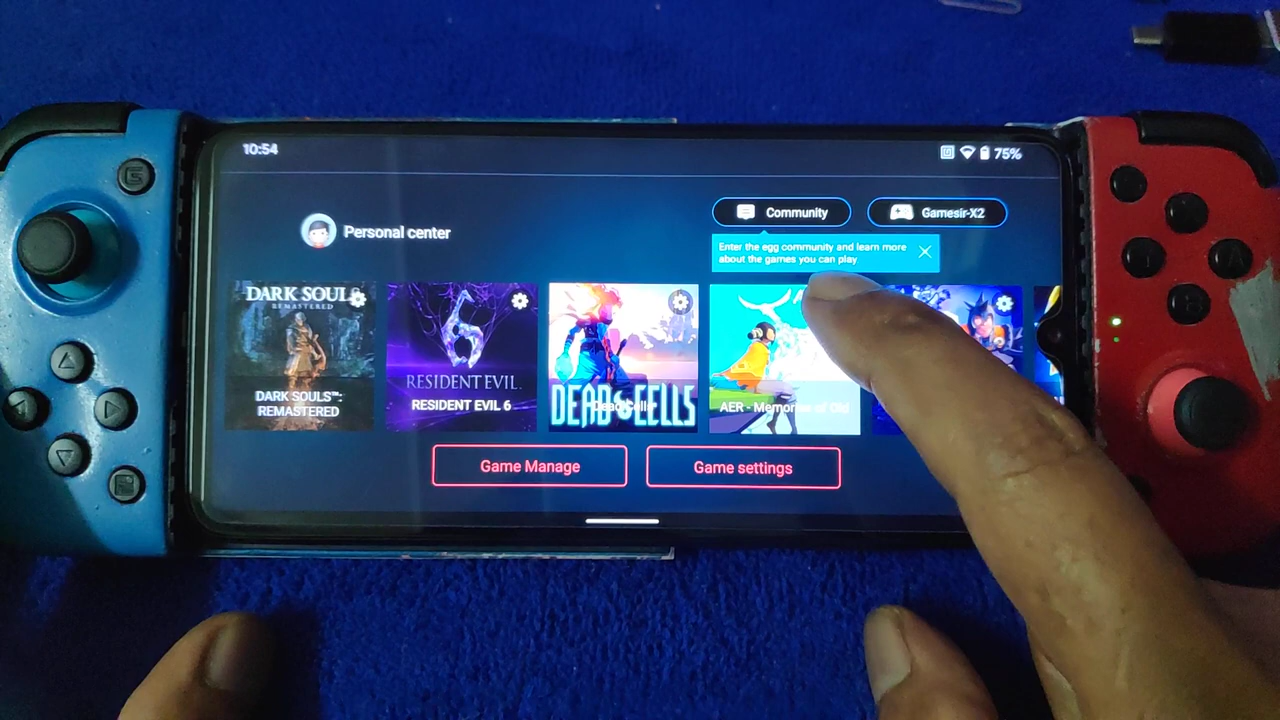 10:54
75%
Personal center
Community
Gamesir-X2
Enter the egg community and learn more
about the games you can play
DARK SOULS
REMASTERED
DARK SOULS™:
REMASTERED
RESIDENT EVIL.
RESIDENT EVIL 6
DEAD CELLS
Dead Cells
AER - Memories of Old
Game Manage
Game settings
A